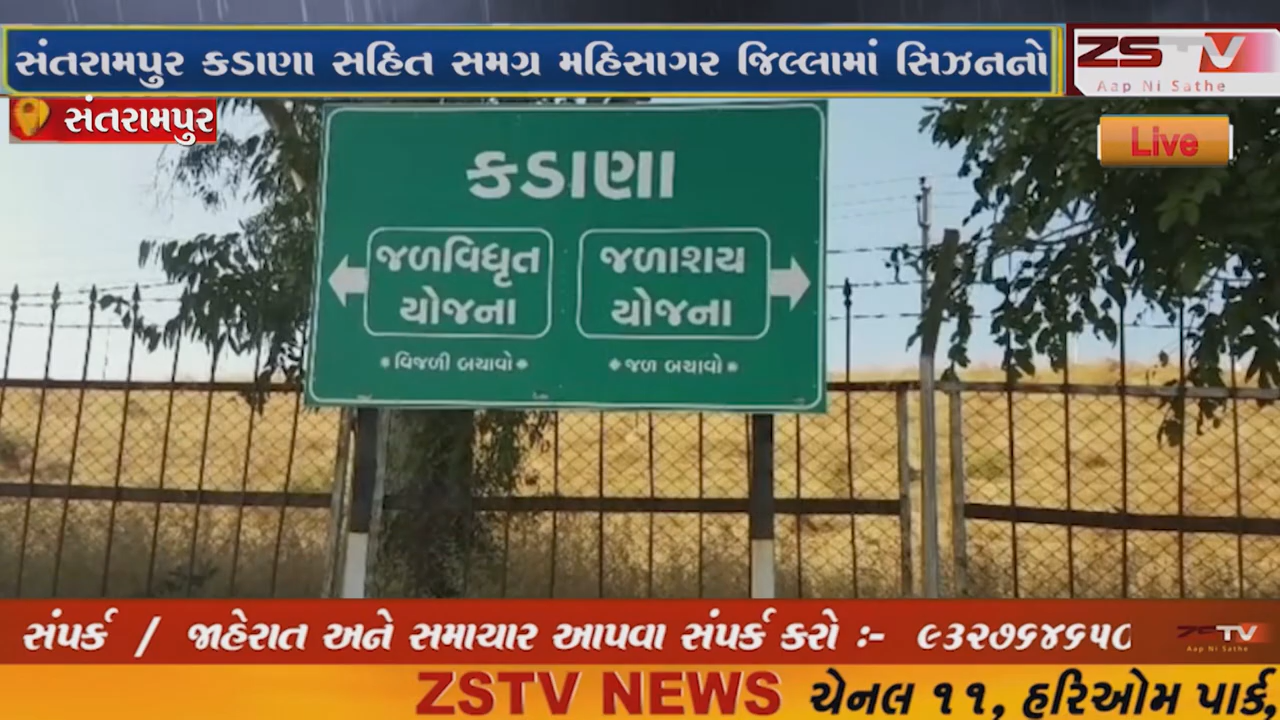 સંતરામપુર કડાણા સહિત સમગ્ર મહિસાગર જિલ્લામાં સિઝનનો
ZSTV
Aap Ni Sathe
સંતરામપુર
Live
કડાણા
જળવિધૃત
યોજના
જળાશય
યોજના
વિજળી બચાવો
જળ બચાવો
સંપર્ક / જાહેરાત અને સમાચાર આપવા સંપર્ક કરો :- ૯૩૨૭૬૪૬૫૦
ZSTV
Aap Ni Sathe
ZSTV NEWS ચેનલ ૧૧, હરિઓમ પાર્ક,